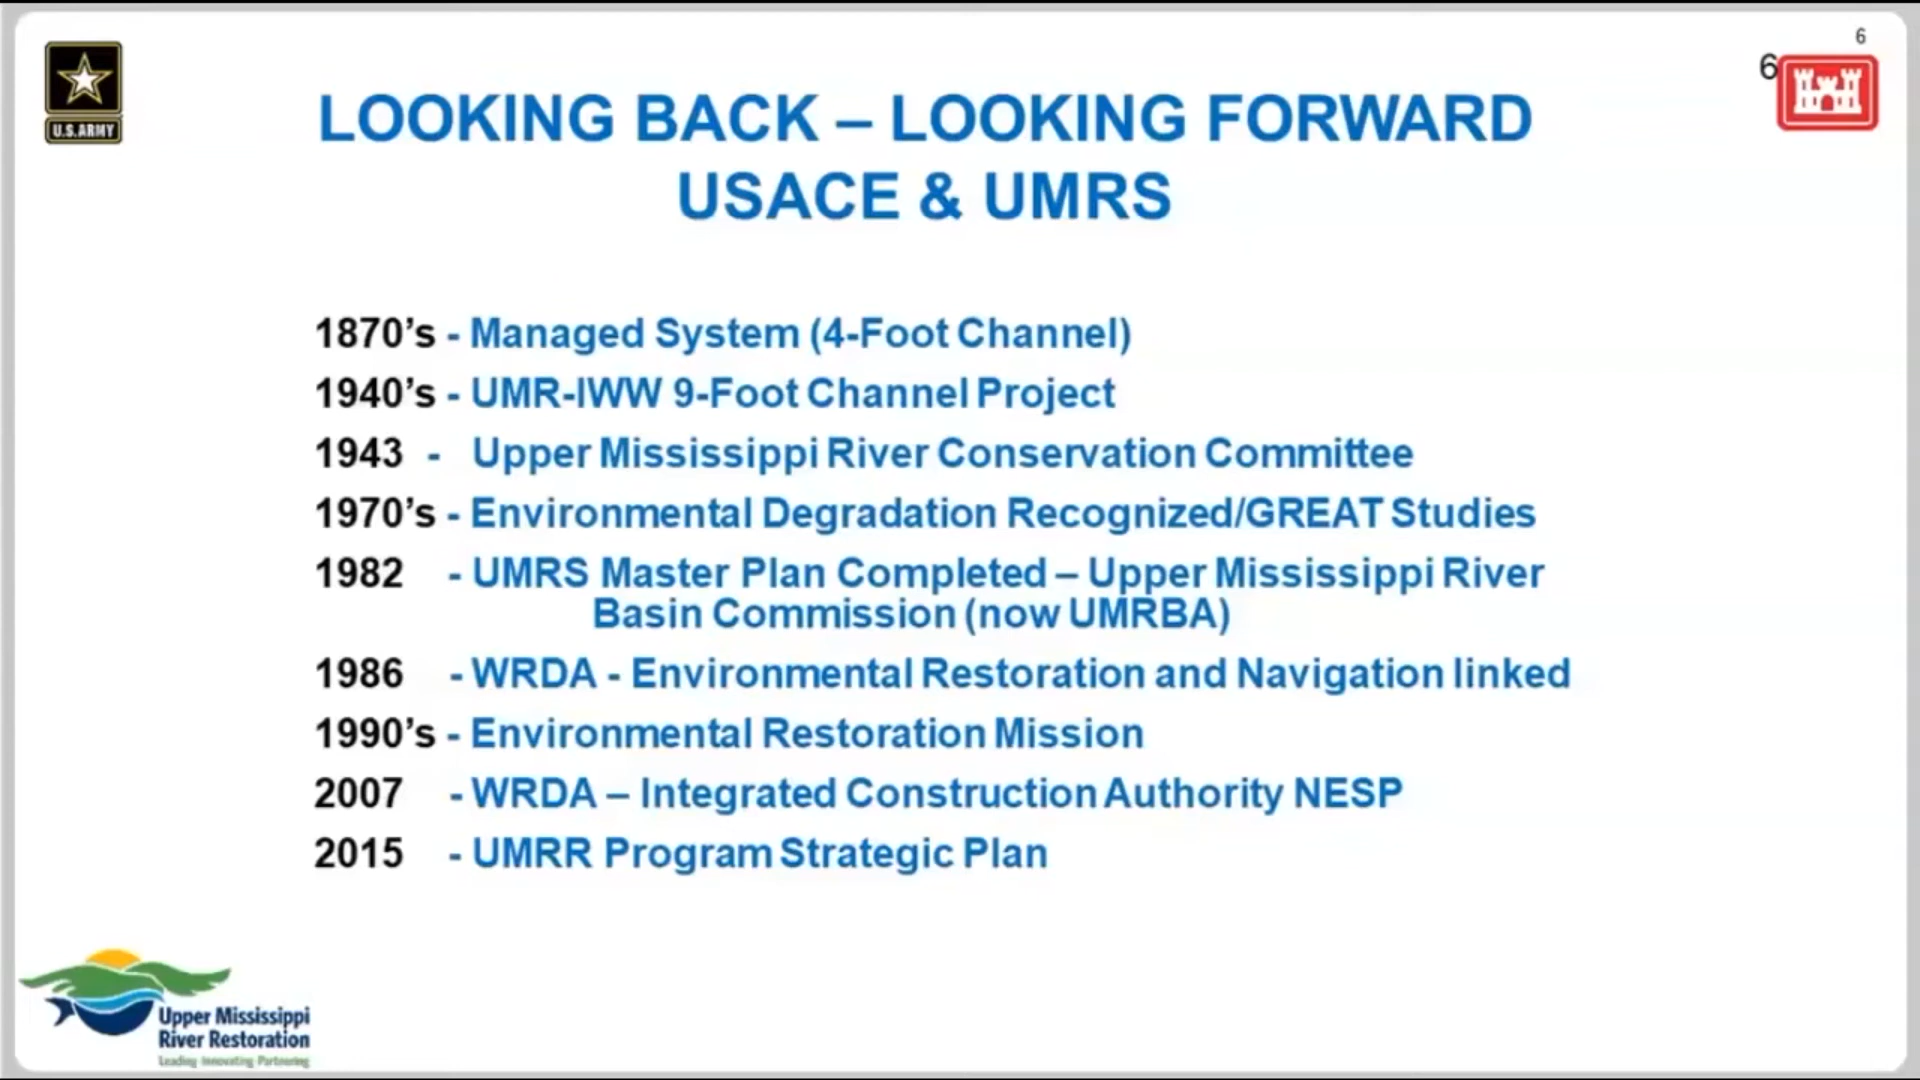 6
6
U.S.ARMY
LOOKING BACK – LOOKING FORWARD
USACE & UMRS
1870’s - Managed System (4-Foot Channel)
1940’s - UMR-IWW 9-Foot Channel Project
1943 - Upper Mississippi River Conservation Committee
1970’s - Environmental Degradation Recognized/GREAT Studies
1982 - UMRS Master Plan Completed – Upper Mississippi River
Basin Commission (now UMRBA)
1986 - WRDA - Environmental Restoration and Navigation linked
1990’s - Environmental Restoration Mission
2007 - WRDA – Integrated Construction Authority NESP
2015 - UMRR Program Strategic Plan
Upper Mississippi
River Restoration
Leading Innovating Partnering